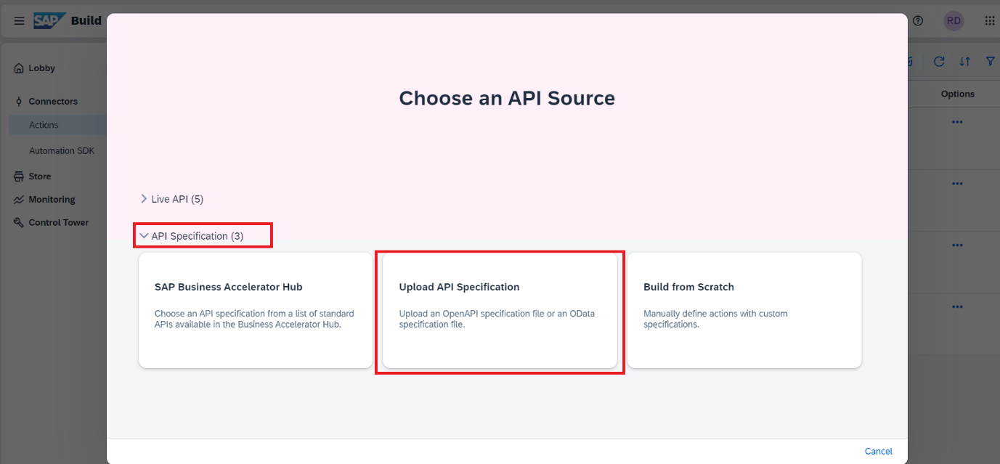 SAP Build
RD
Lobby
Connectors
Actions
Automation SDK
Store
Monitoring
Control Tower
Options
Choose an API Source
Live API (5)
API Specification (3)
SAP Business Accelerator Hub
Choose an API specification from a list of standard
APIs available in the Business Accelerator Hub.
Upload API Specification
Upload an OpenAPI specification file or an OData
specification file.
Build from Scratch
Manually define actions with custom
specifications.
Cancel